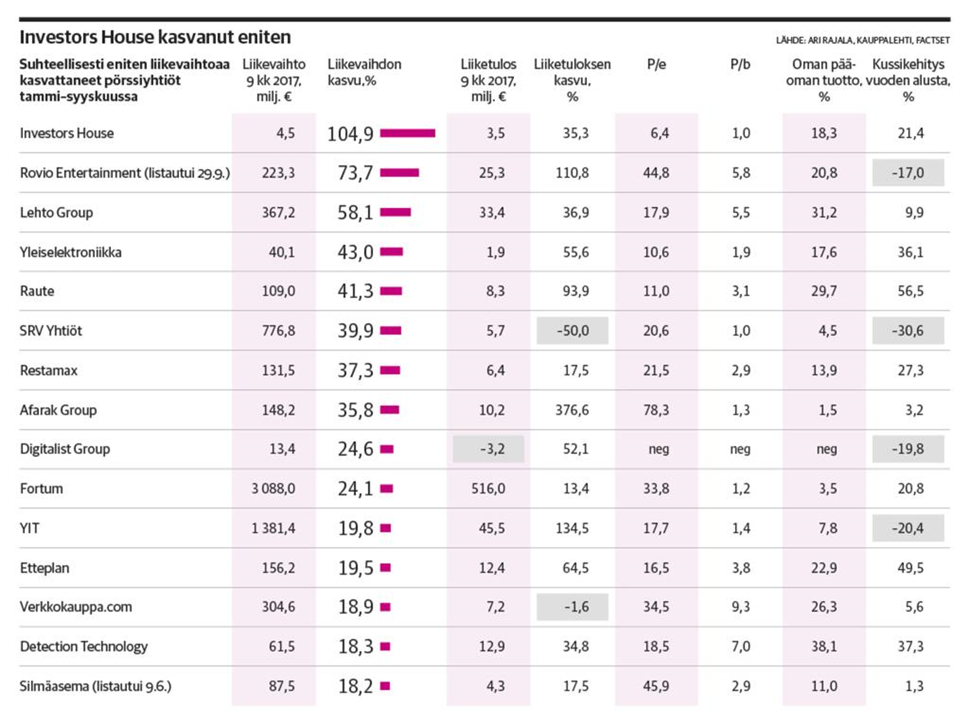 Investors House kasvanut eniten
LÄHDE: ARI RAJALA, KAUPPALEHTI, FACTSET
Suhteellisesti eniten liikevaihtoaa kasvattaneet pörssiyhtiöt tammi–syyskuussa
Liikevaihto 9 kk 2017, milj. €
Liikevaihdon kasvu,%
Liiketulos 9 kk 2017, milj. €
Liiketuloksen kasvu, %
P/e
P/b
Oman pää-oman tuotto, %
Kussikehitys vuoden alusta, %
Investors House 4,5 104,9 3,5 35,3 6,4 1,0 18,3 21,4
Rovio Entertainment (listautui 29.9.) 223,3 73,7 25,3 110,8 44,8 5,8 20,8 -17,0
Lehto Group 367,2 58,1 33,4 36,9 17,9 5,5 31,2 9,9
Yleiselektroniikka 40,1 43,0 1,9 55,6 10,6 1,9 17,6 36,1
Raute 109,0 41,3 8,3 93,9 11,0 3,1 29,7 56,5
SRV Yhtiöt 776,8 39,9 5,7 -50,0 20,6 1,0 4,5 -30,6
Restamax 131,5 37,3 6,4 17,5 21,5 2,9 13,9 27,3
Afarak Group 148,2 35,8 10,2 376,6 78,3 1,3 1,5 3,2
Digitalist Group 13,4 24,6 -3,2 52,1 neg neg neg -19,8
Fortum 3 088,0 24,1 516,0 13,4 33,8 1,2 3,5 20,8
YIT 1 381,4 19,8 45,5 134,5 17,7 1,4 7,8 -20,4
Etteplan 156,2 19,5 12,4 64,5 16,5 3,8 22,9 49,5
Verkkokauppa.com 304,6 18,9 7,2 -1,6 34,5 9,3 26,3 5,6
Detection Technology 61,5 18,3 12,9 34,8 18,5 7,0 38,1 37,3
Silmäasema (listautui 9.6.) 87,5 18,2 4,3 17,5 45,9 2,9 11,0 1,3